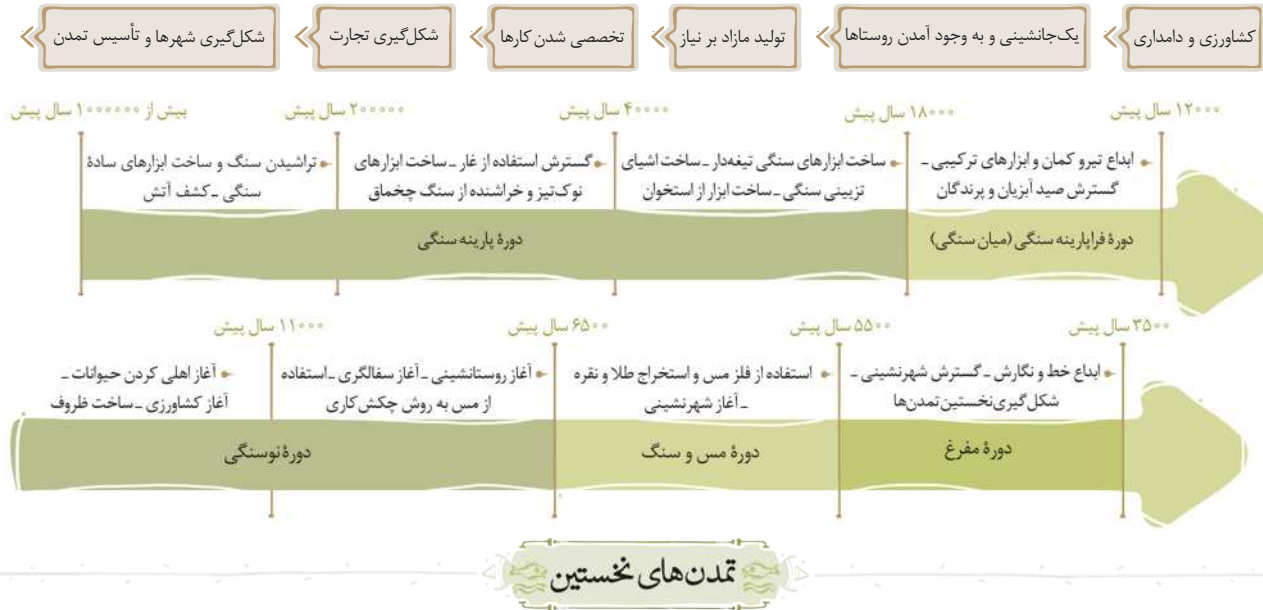 کشاورزی و دامداری
یک‌جانشینی و به وجود آمدن روستاها
تولید مازاد بر نیاز
تخصصی شدن کارها
شکل‌گیری تجارت
شکل‌گیری شهرها و تأسیس تمدن
بیش از ۱۰۰۰۰۰۰ سال پیش
۲۰۰۰۰۰ سال پیش
۴۰۰۰۰ سال پیش
۱۸۰۰۰ سال پیش
۱۲۰۰۰ سال پیش
تراشیدن سنگ و ساخت ابزارهای سادهٔ
سنگی ـ کشف آتش
گسترش استفاده از غار ـ ساخت ابزارهای
نوک‌تیز و خراشنده از سنگ چخماق
ساخت ابزارهای سنگی تیغه‌دار ـ ساخت اشیای
تزیینی سنگی ـ ساخت ابزار از استخوان
ابداع تیر و کمان و ابزارهای ترکیبی ـ
گسترش صید آبزیان و پرندگان
دورهٔ پارینه سنگی
دورهٔ فراپارینه سنگی (میان سنگی)
۱۱۰۰۰ سال پیش
۶۵۰۰ سال پیش
۵۵۰۰ سال پیش
۳۵۰۰ سال پیش
آغاز اهلی کردن حیوانات ـ
آغاز کشاورزی ـ ساخت ظروف
آغاز روستانشینی ـ آغاز سفالگری ـ استفاده
از مس به روش چکش‌کاری
استفاده از فلز مس و استخراج طلا و نقره
ـ آغاز شهرنشینی
ابداع خط و نگارش ـ گسترش شهرنشینی ـ
شکل‌گیری نخستین تمدن‌ها
دورهٔ نوسنگی
دورهٔ مس و سنگ
دورهٔ مفرغ
تمدن‌های نخستین